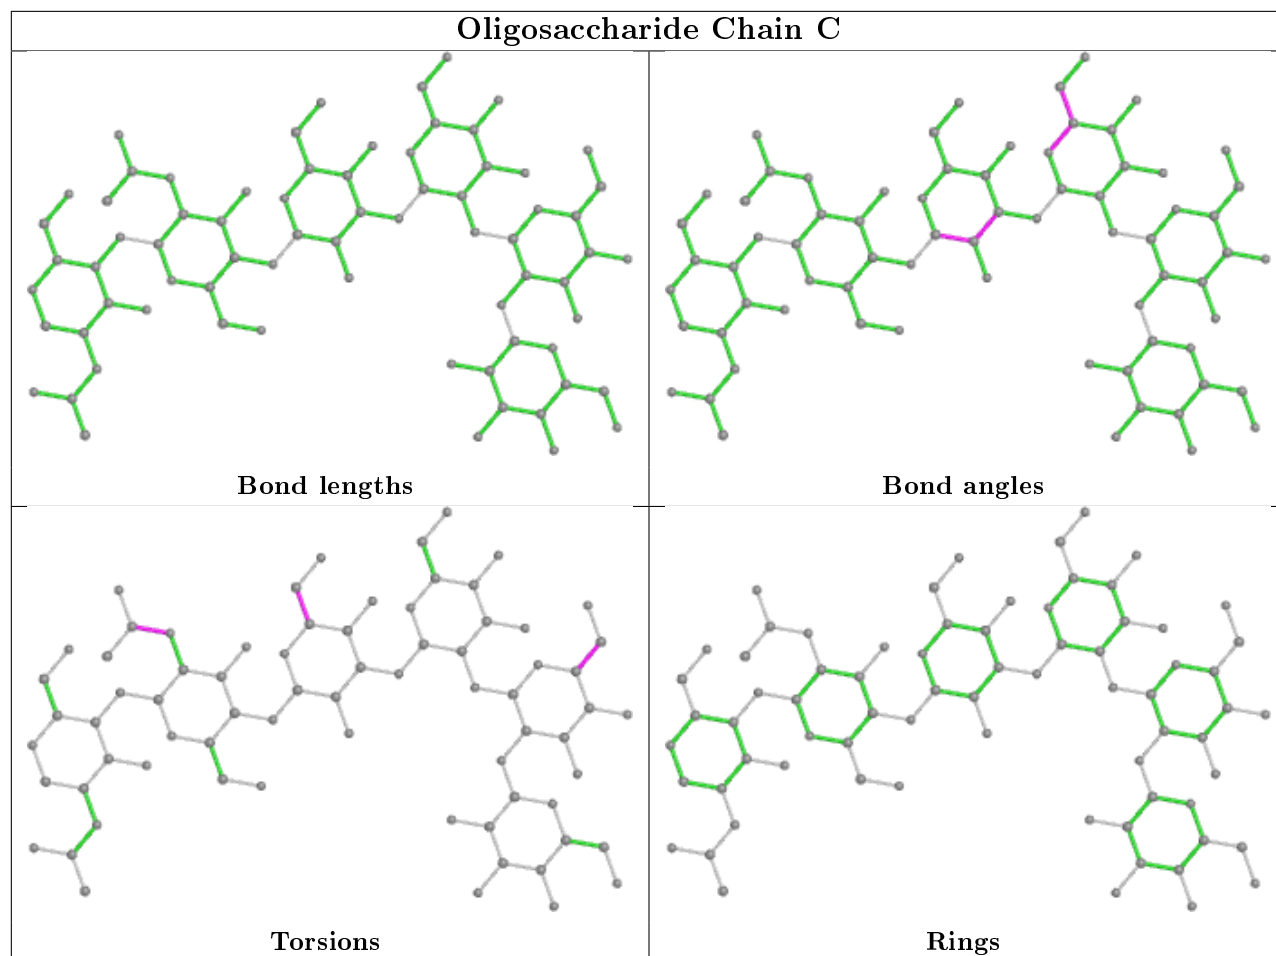 Oligosaccharide Chain C
Bond lengths
Bond angles
Torsions
Rings